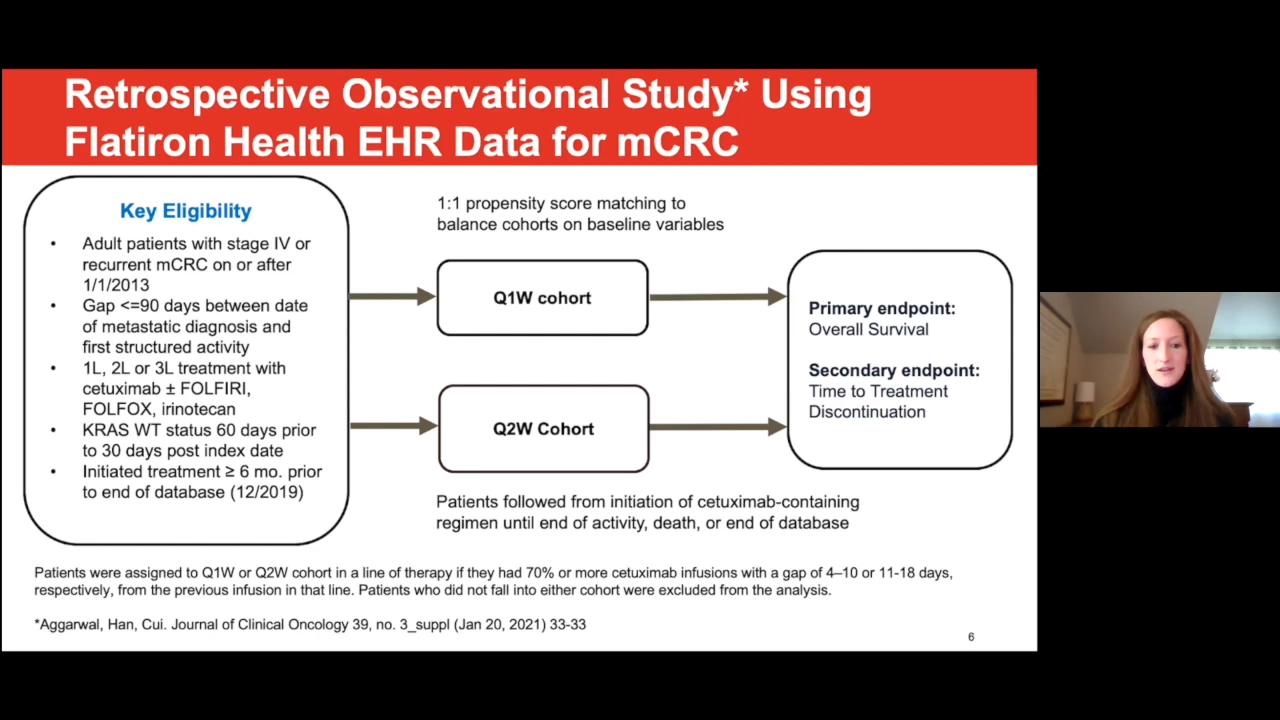 Retrospective Observational Study* Using
Flatiron Health EHR Data for mCRC
Key Eligibility
• Adult patients with stage IV or
recurrent mCRC on or after
1/1/2013
• Gap <=90 days between date
of metastatic diagnosis and
first structured activity
• 1L, 2L or 3L treatment with
cetuximab ± FOLFIRI,
FOLFOX, irinotecan
• KRAS WT status 60 days prior
to 30 days post index date
• Initiated treatment ≥ 6 mo. prior
to end of database (12/2019)
1:1 propensity score matching to
balance cohorts on baseline variables
Q1W cohort
Q2W Cohort
Patients followed from initiation of cetuximab-containing
regimen until end of activity, death, or end of database
Primary endpoint:
Overall Survival
Secondary endpoint:
Time to Treatment
Discontinuation
Patients were assigned to Q1W or Q2W cohort in a line of therapy if they had 70% or more cetuximab infusions with a gap of 4–10 or 11-18 days,
respectively, from the previous infusion in that line. Patients who did not fall into either cohort were excluded from the analysis.
*Aggarwal, Han, Cui. Journal of Clinical Oncology 39, no. 3_suppl (Jan 20, 2021) 33-33
6